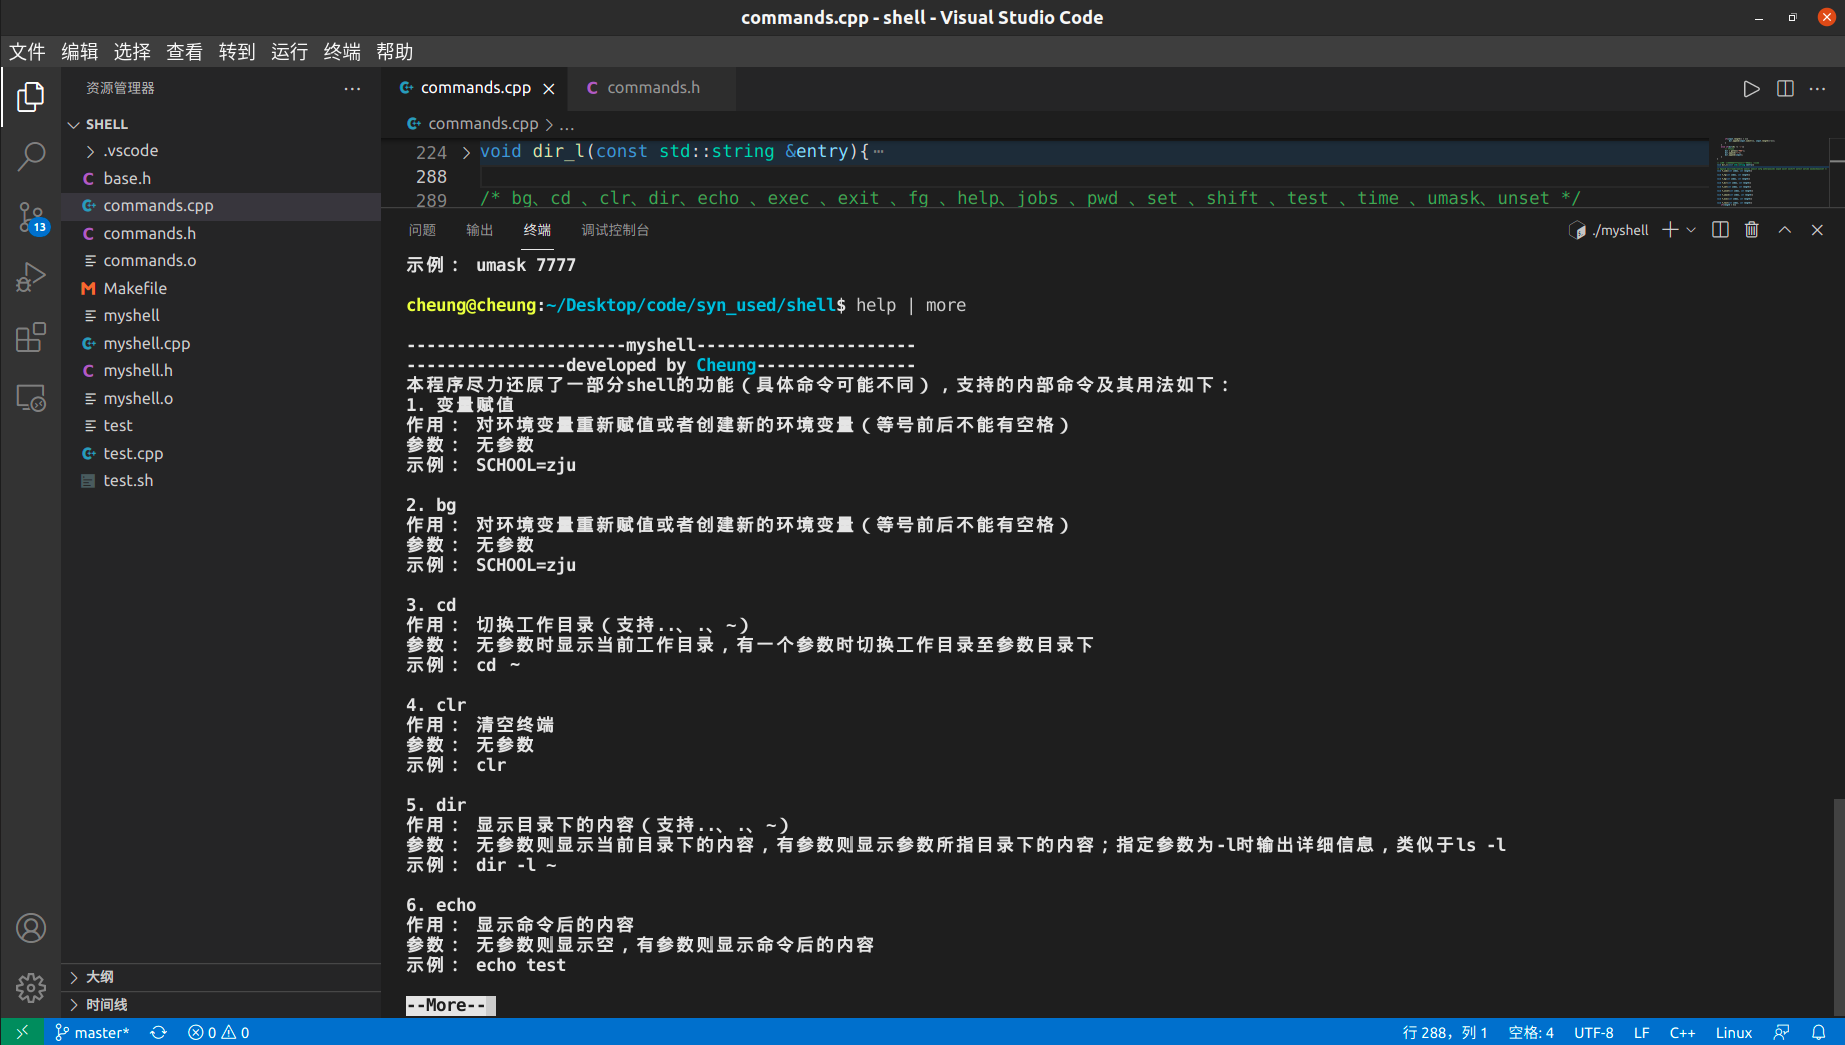 commands.cpp - shell - Visual Studio Code
文件 编辑 选择 查看 转到 运行 终端 帮助
资源管理器
SHELL
.vscode
base.h
commands.cpp
commands.h
commands.o
Makefile
myshell
myshell.cpp
myshell.h
myshell.o
test
test.cpp
test.sh
大纲
时间线
13
commands.cpp
commands.h
commands.cpp > ...
224 void dir_l(const std::string &entry){
288
289 /* bg、cd 、clr、dir、echo 、exec 、exit 、fg 、help、jobs 、pwd 、set 、shift 、test 、time 、umask、unset */
问题 输出 终端 调试控制台
./myshell
示例： umask 7777
cheung@cheung:~/Desktop/code/syn_used/shell$ help | more
----------------------myshell----------------------
----------------developed by Cheung----------------
本程序尽力还原了一部分shell的功能（具体命令可能不同），支持的内部命令及其用法如下：
1. 变量赋值
作用： 对环境变量重新赋值或者创建新的环境变量（等号前后不能有空格）
参数： 无参数
示例： SCHOOL=zju
2. bg
作用： 对环境变量重新赋值或者创建新的环境变量（等号前后不能有空格）
参数： 无参数
示例： SCHOOL=zju
3. cd
作用： 切换工作目录（支持..、.、~）
参数： 无参数时显示当前工作目录，有一个参数时切换工作目录至参数目录下
示例： cd ~
4. clr
作用： 清空终端
参数： 无参数
示例： clr
5. dir
作用： 显示目录下的内容（支持..、.、~）
参数： 无参数则显示当前目录下的内容，有参数则显示参数所指目录下的内容；指定参数为-l时输出详细信息，类似于ls -l
示例： dir -l ~
6. echo
作用： 显示命令后的内容
参数： 无参数则显示空，有参数则显示命令后的内容
示例： echo test
--More--
master* 0 0
行 288，列 1 空格: 4 UTF-8 LF C++ Linux